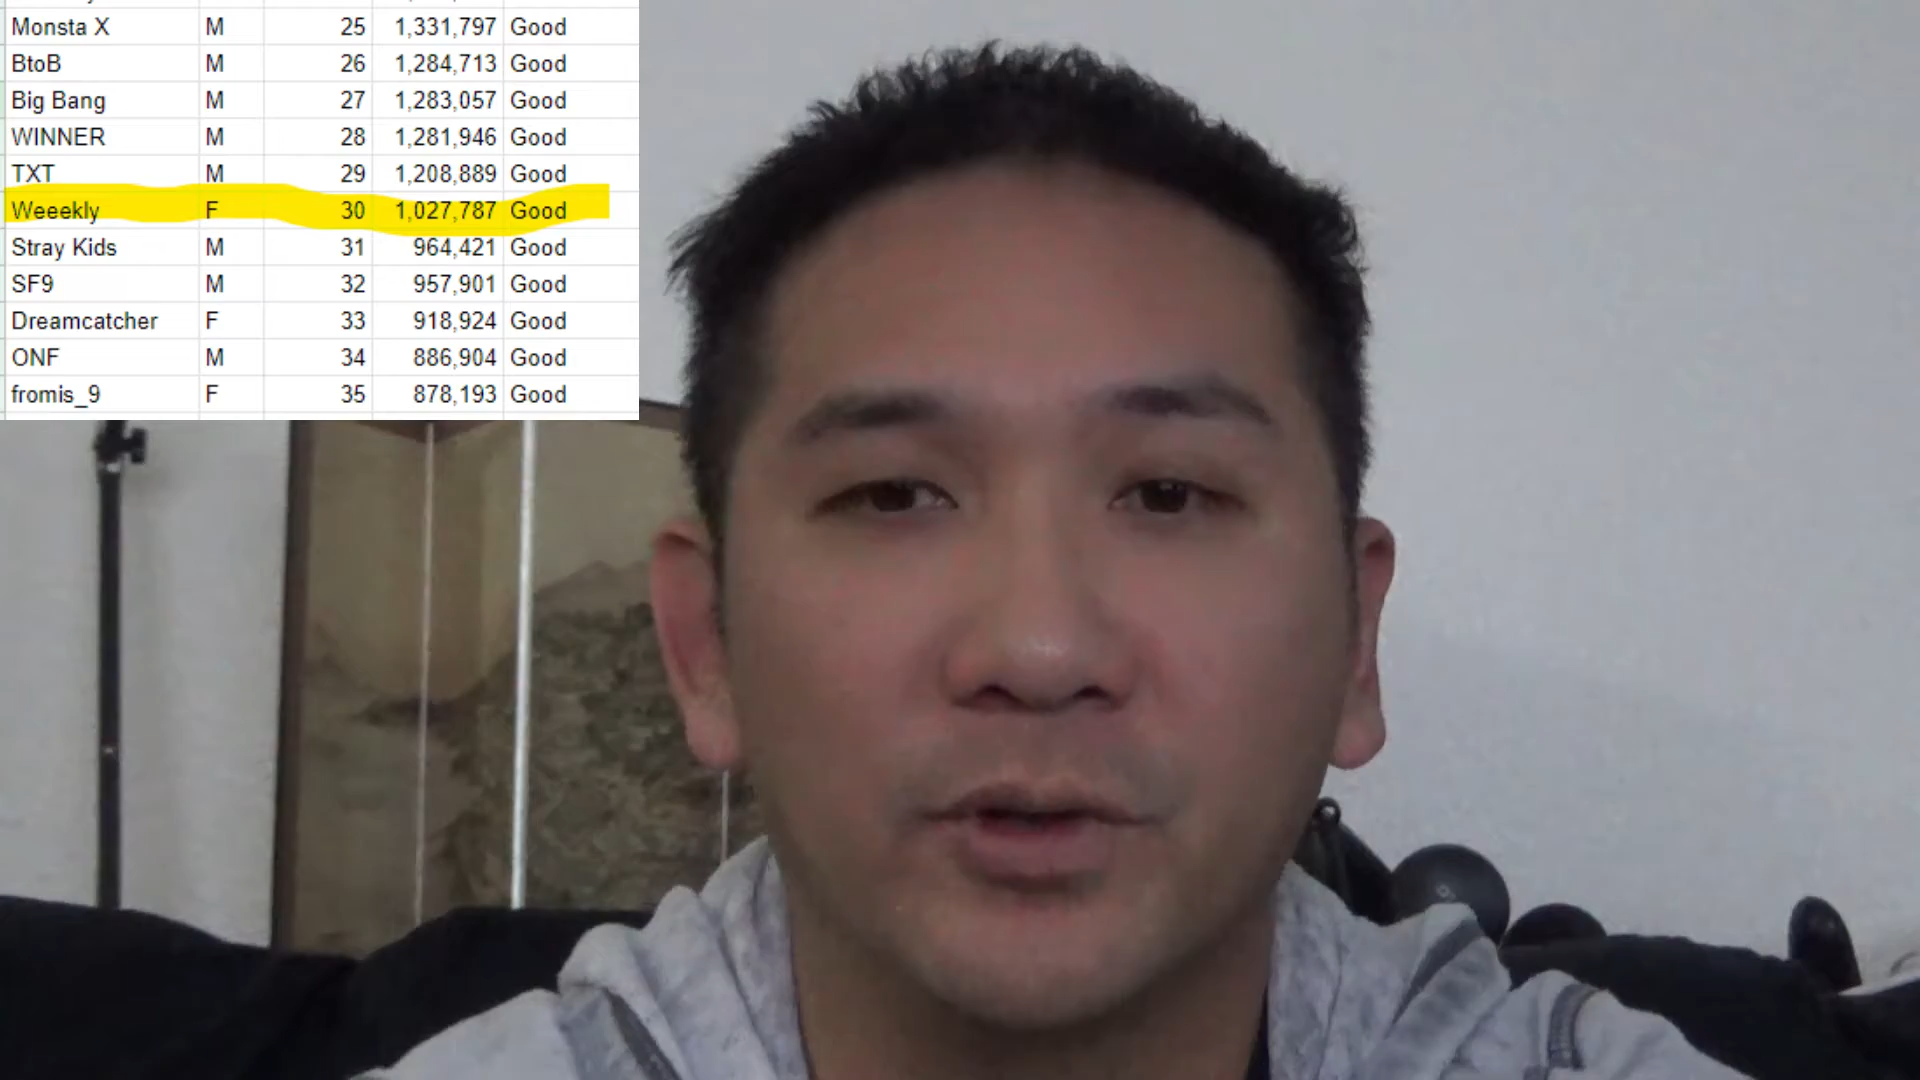 Monsta X M 25 1,331,797 Good
BtoB M 26 1,284,713 Good
Big Bang M 27 1,283,057 Good
WINNER M 28 1,281,946 Good
TXT M 29 1,208,889 Good
Weeekly F 30 1,027,787 Good
Stray Kids M 31 964,421 Good
SF9 M 32 957,901 Good
Dreamcatcher F 33 918,924 Good
ONF M 34 886,904 Good
fromis_9 F 35 878,193 Good